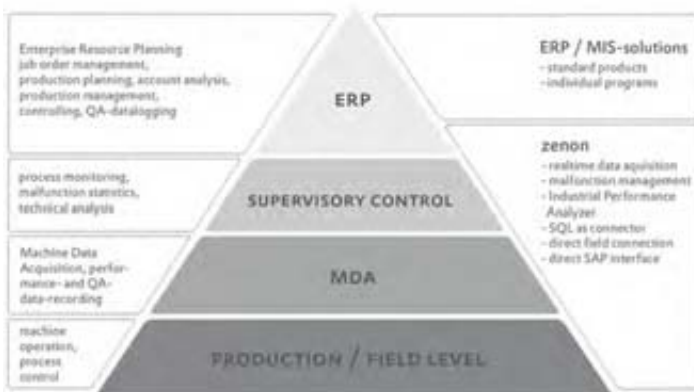 Enterprise Resource Planning
job order management,
production planning, account analysis,
production management,
controlling, QA-datalogging
ERP
ERP / MIS-solutions
- standard products
- individual programs
process monitoring,
malfunction statistics,
technical analysis
SUPERVISORY CONTROL
zenon
- realtime data aquisition
- malfunction management
- Industrial Performance
Analyzer
- SQL as connector
- direct field connection
- direct SAP interface
Machine Data
Acquisition, perfor-
mance- and QA-
data-recording
MDA
machine
operation,
process
control
PRODUCTION / FIELD LEVEL